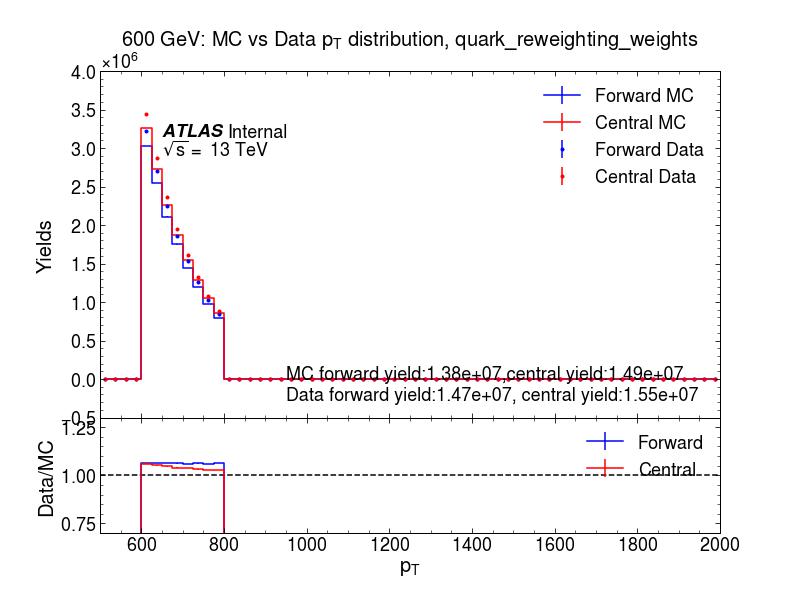 600 GeV: MC vs Data pT distribution, quark_reweighting_weights
×10⁶
4.0
3.5
3.0
2.5
2.0
1.5
1.0
0.5
0.0
0.5
Yields
ATLAS Internal
√s = 13 TeV
Forward MC
Central MC
Forward Data
Central Data
MC forward yield:1.38e+07,central yield:1.49e+07
Data forward yield:1.47e+07, central yield:1.55e+07
1.25
1.00
0.75
Data/MC
Forward
Central
600 800 1000 1200 1400 1600 1800 2000
pT